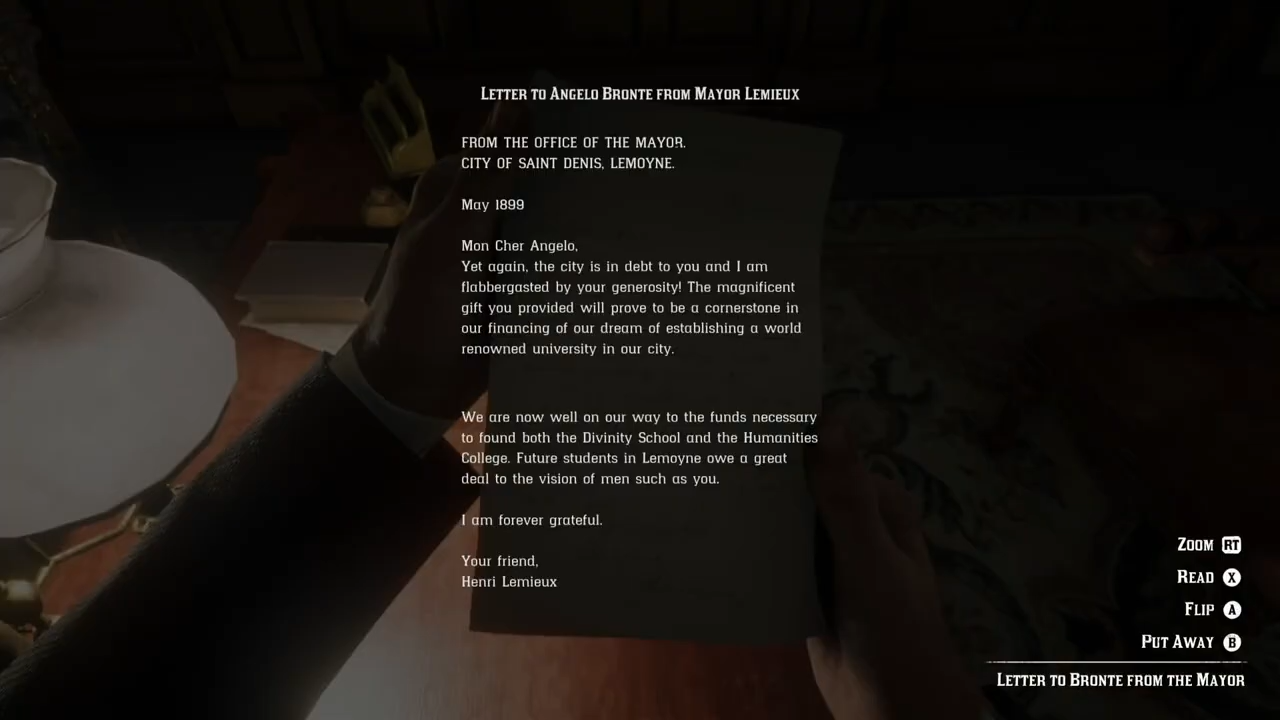 LETTER TO ANGELO BRONTE FROM MAYOR LEMIEUX
FROM THE OFFICE OF THE MAYOR.
CITY OF SAINT DENIS, LEMOYNE.
May 1899
Mon Cher Angelo,
Yet again, the city is in debt to you and I am
flabbergasted by your generosity! The magnificent
gift you provided will prove to be a cornerstone in
our financing of our dream of establishing a world
renowned university in our city.
We are now well on our way to the funds necessary
to found both the Divinity School and the Humanities
College. Future students in Lemoyne owe a great
deal to the vision of men such as you.
I am forever grateful.
Your friend,
Henri Lemieux
ZOOM RT
READ X
FLIP A
PUT AWAY B
LETTER TO BRONTE FROM THE MAYOR